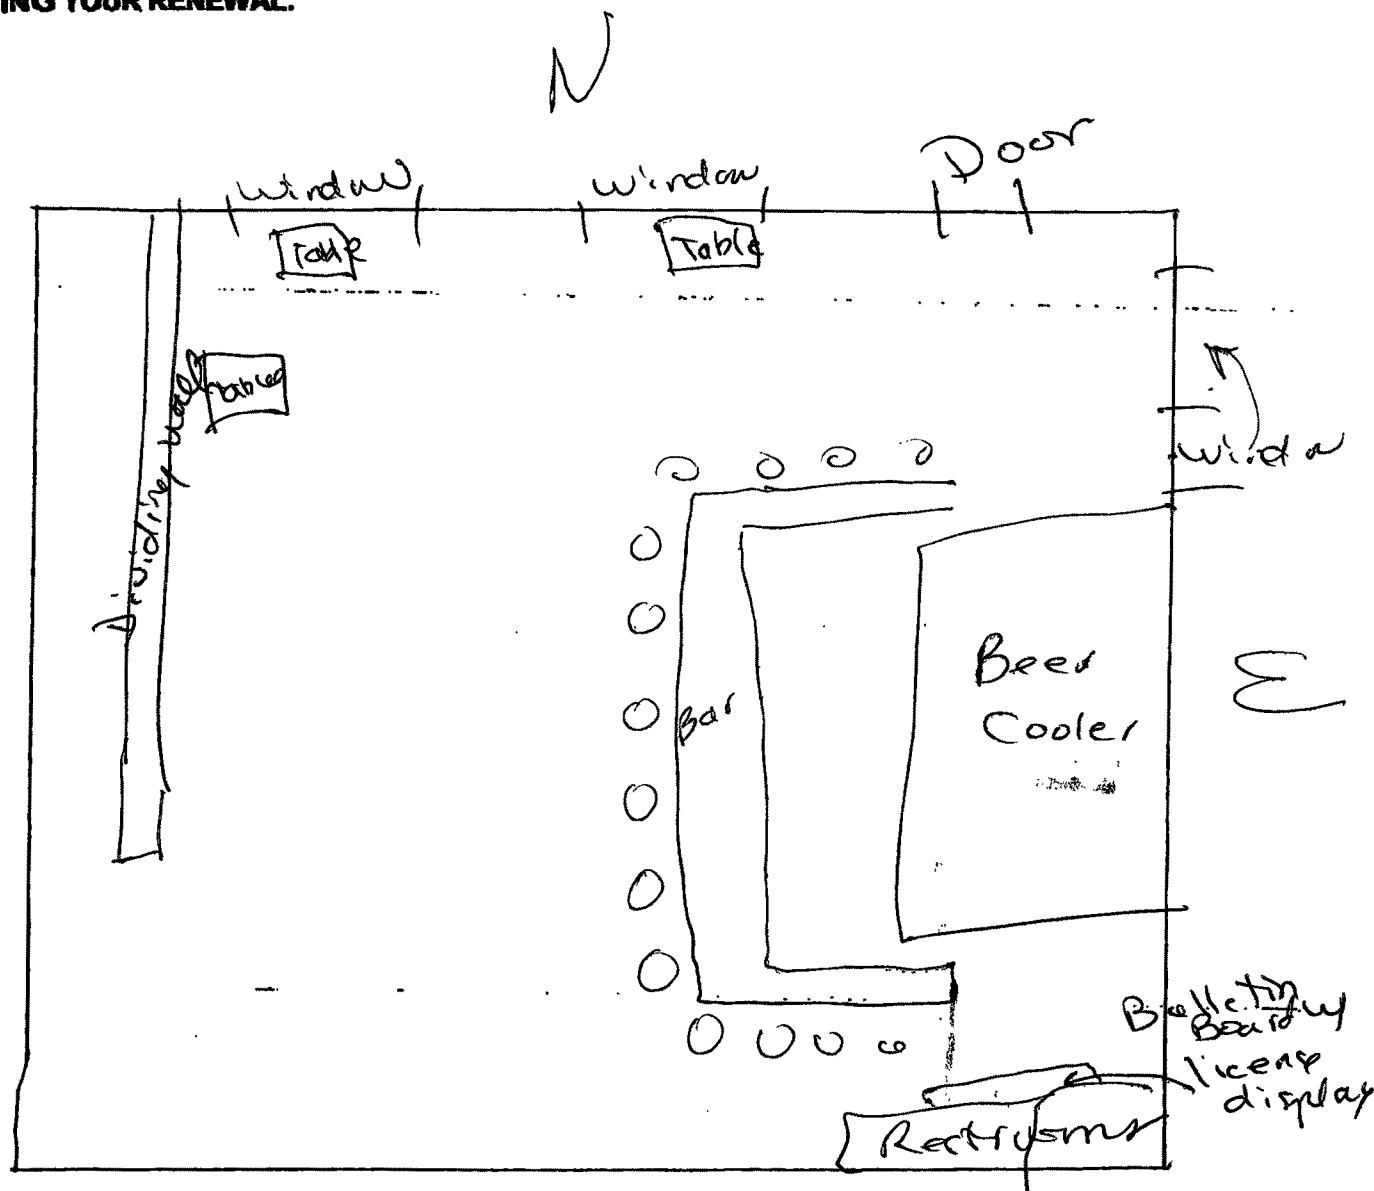 ING YOUR RENEWAL.
N
Door
Window
Window
Table
Table
Table
Dividing wall
Window
Bar
Beer
Cooler
E
Bulletin
Board w/
license
display
Restrooms